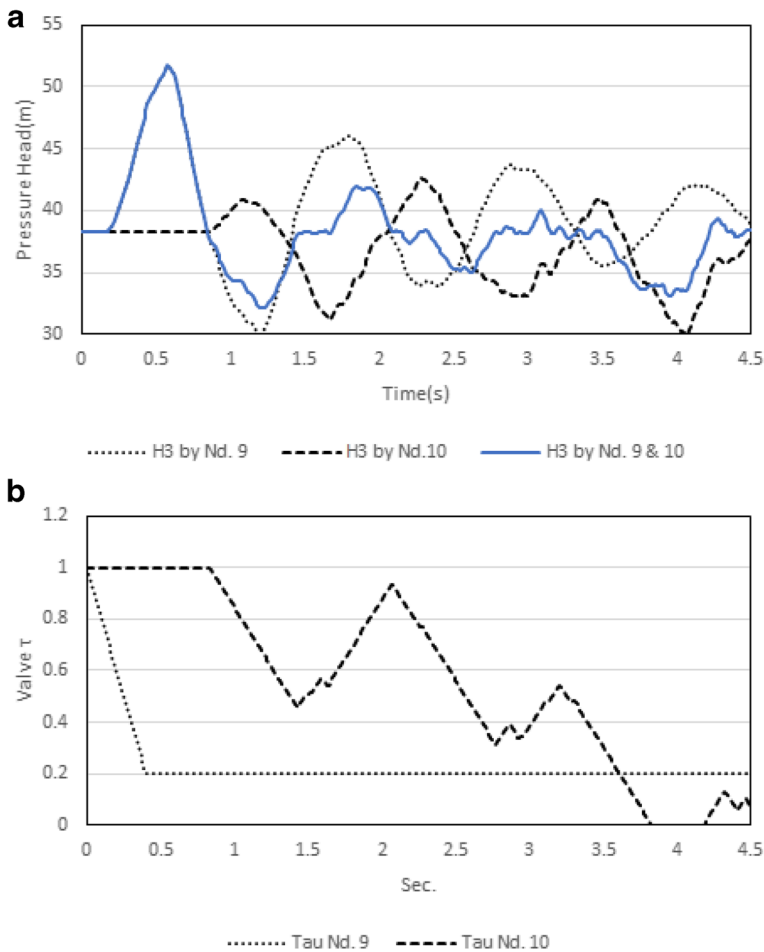 a
55
50
45
40
35
30
Pressure Head(m)
0 0.5 1 1.5 2 2.5 3 3.5 4 4.5
Time(s)
H3 by Nd. 9 H3 by Nd.10 H3 by Nd. 9 & 10
b
1.2
1
0.8
0.6
0.4
0.2
0
Valve τ
0 0.5 1 1.5 2 2.5 3 3.5 4 4.5
Sec.
Tau Nd. 9 Tau Nd. 10